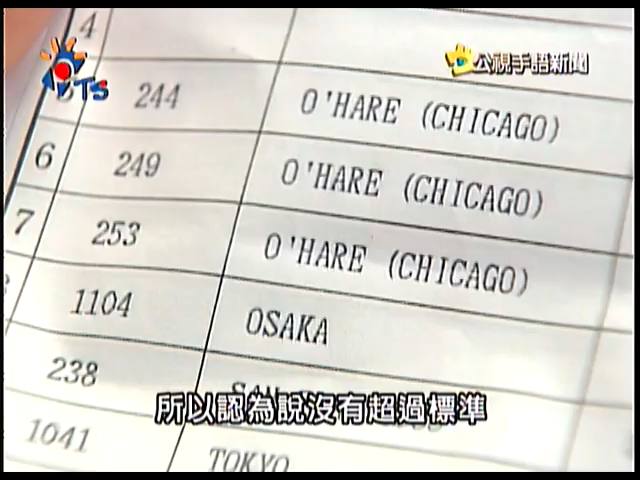 4
PTS
公視手語新聞
244 O'HARE (CHICAGO)
6 249 O'HARE (CHICAGO)
7 253 O'HARE (CHICAGO)
1104 OSAKA
238
所以認為說沒有超過標準
1041 TOKYO